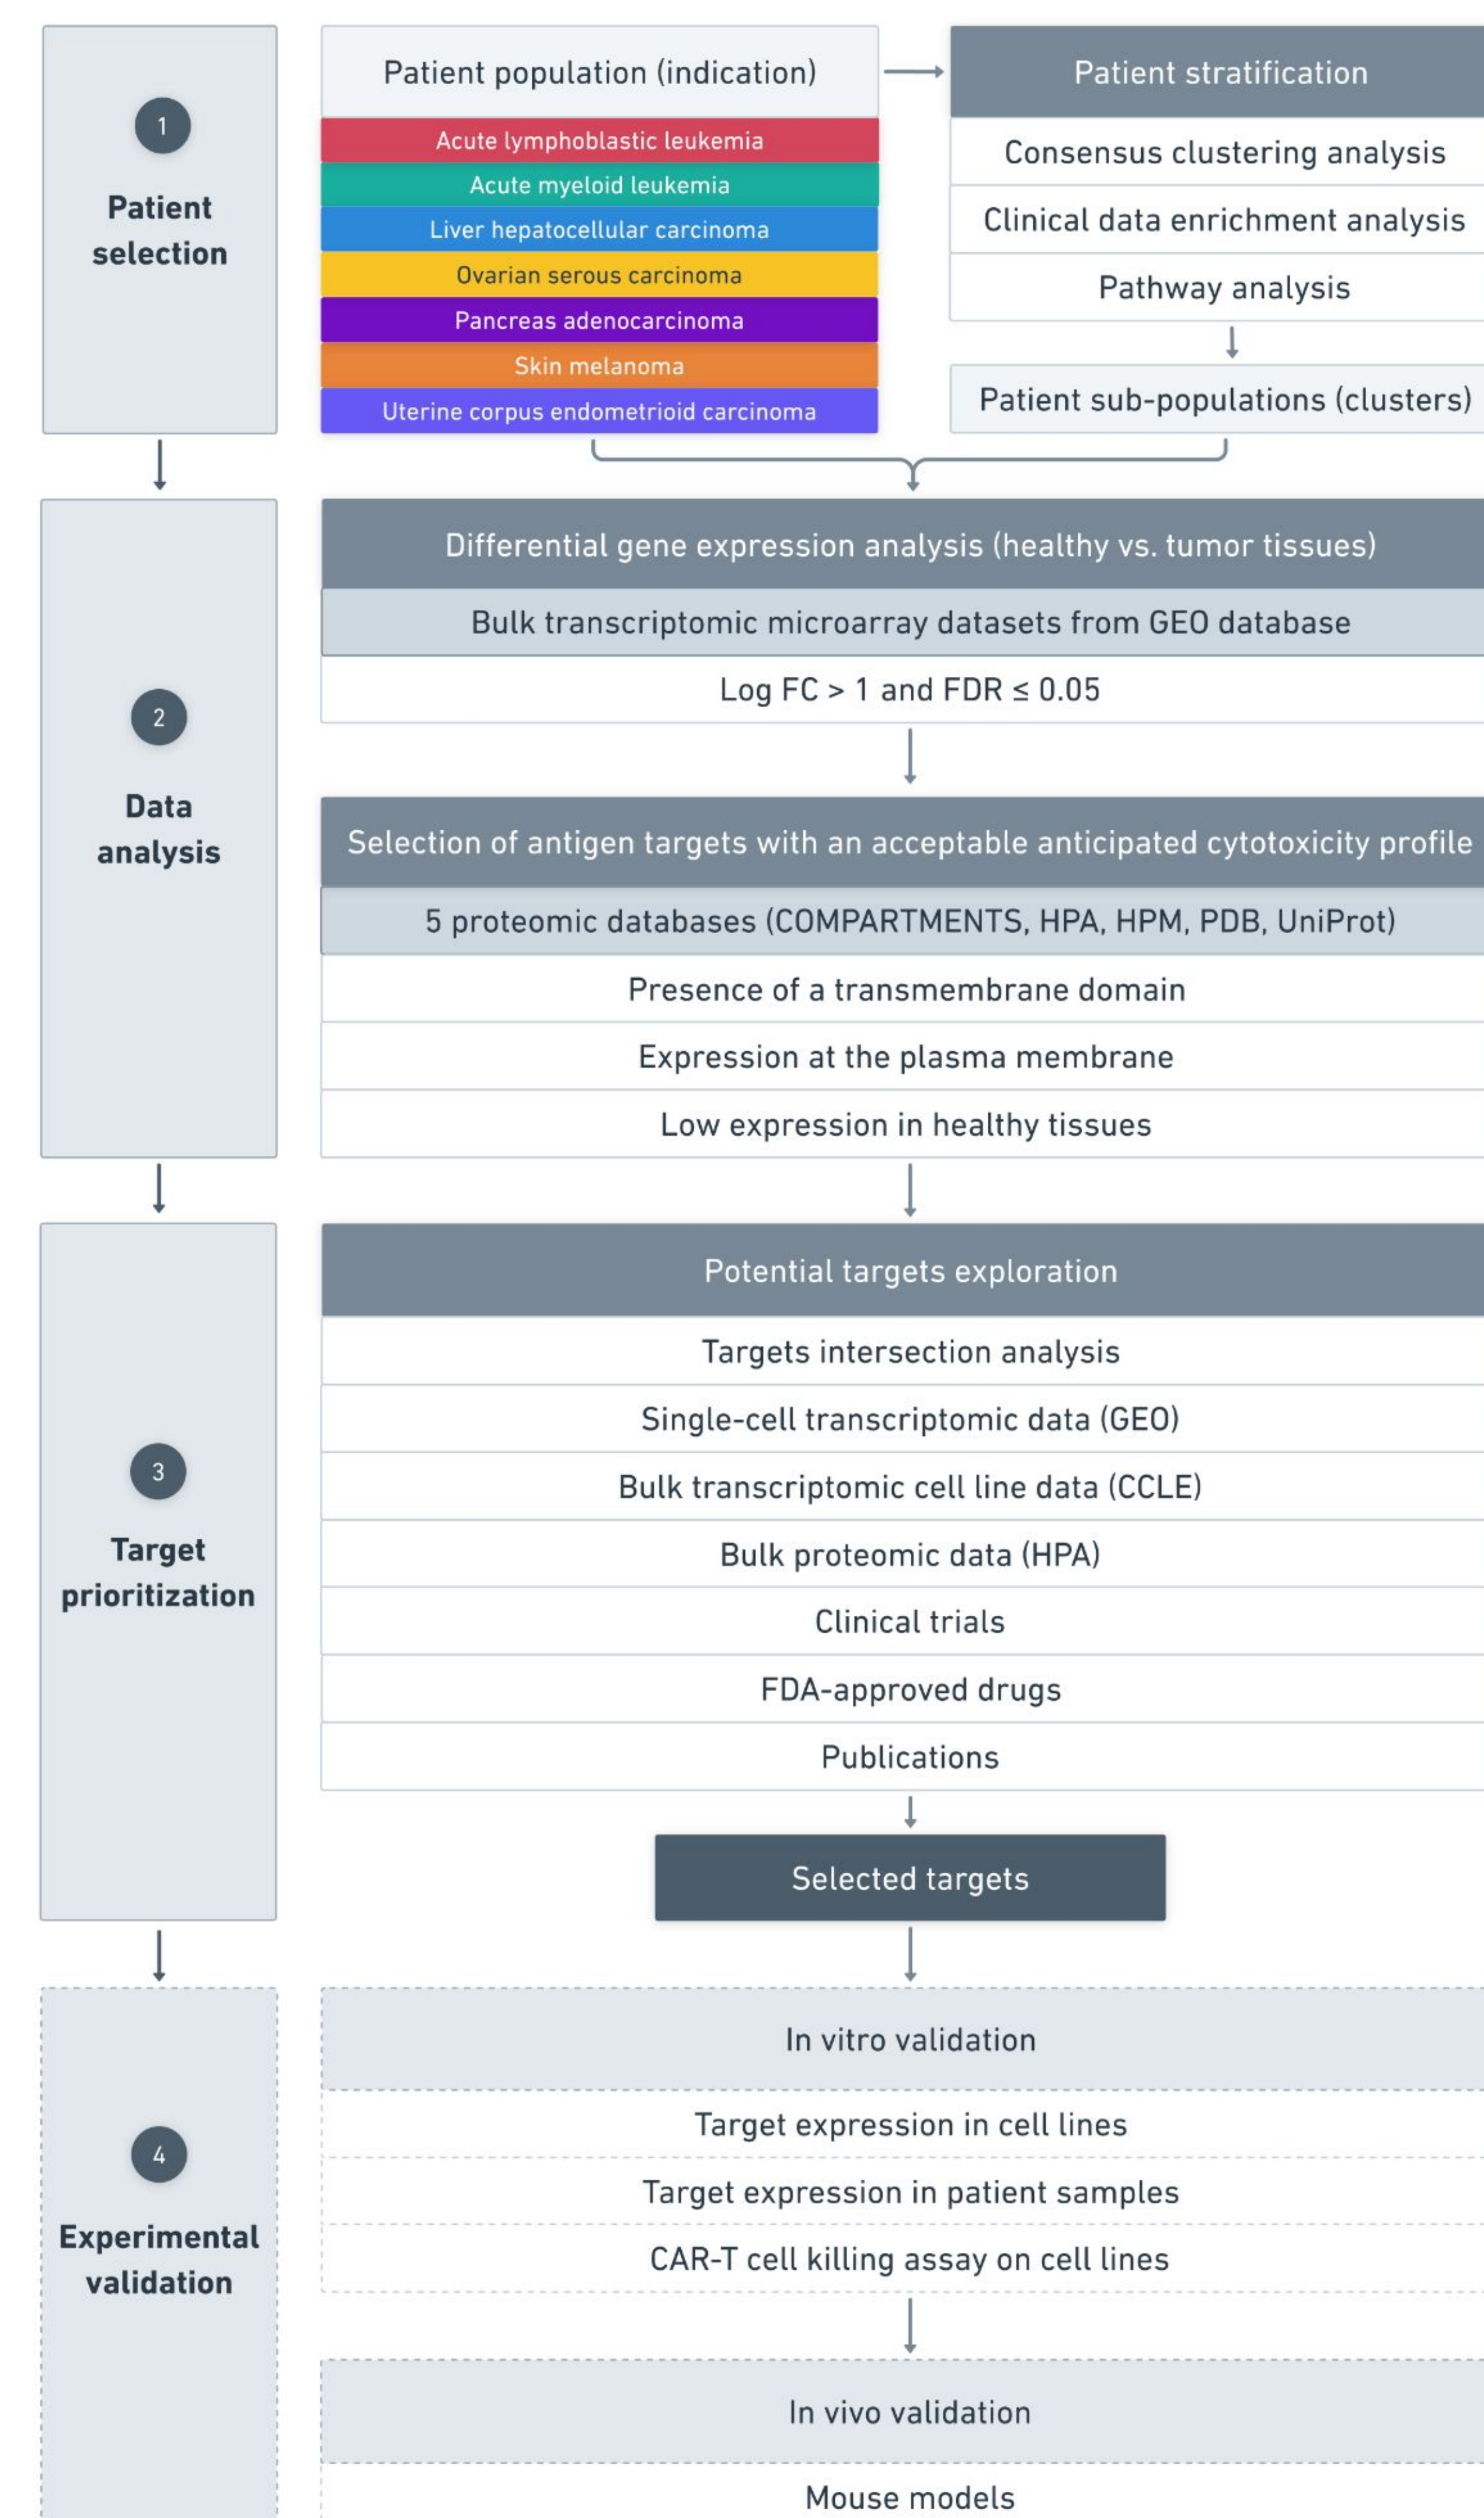 1
Patient
selection
Patient population (indication)
Acute lymphoblastic leukemia
Acute myeloid leukemia
Liver hepatocellular carcinoma
Ovarian serous carcinoma
Pancreas adenocarcinoma
Skin melanoma
Uterine corpus endometrioid carcinoma
Patient stratification
Consensus clustering analysis
Clinical data enrichment analysis
Pathway analysis
Patient sub-populations (clusters)
2
Data
analysis
Differential gene expression analysis (healthy vs. tumor tissues)
Bulk transcriptomic microarray datasets from GEO database
Log FC > 1 and FDR ≤ 0.05
Selection of antigen targets with an acceptable anticipated cytotoxicity profile
5 proteomic databases (COMPARTMENTS, HPA, HPM, PDB, UniProt)
Presence of a transmembrane domain
Expression at the plasma membrane
Low expression in healthy tissues
3
Target
prioritization
Potential targets exploration
Targets intersection analysis
Single-cell transcriptomic data (GEO)
Bulk transcriptomic cell line data (CCLE)
Bulk proteomic data (HPA)
Clinical trials
FDA-approved drugs
Publications
Selected targets
4
Experimental
validation
In vitro validation
Target expression in cell lines
Target expression in patient samples
CAR-T cell killing assay on cell lines
In vivo validation
Mouse models